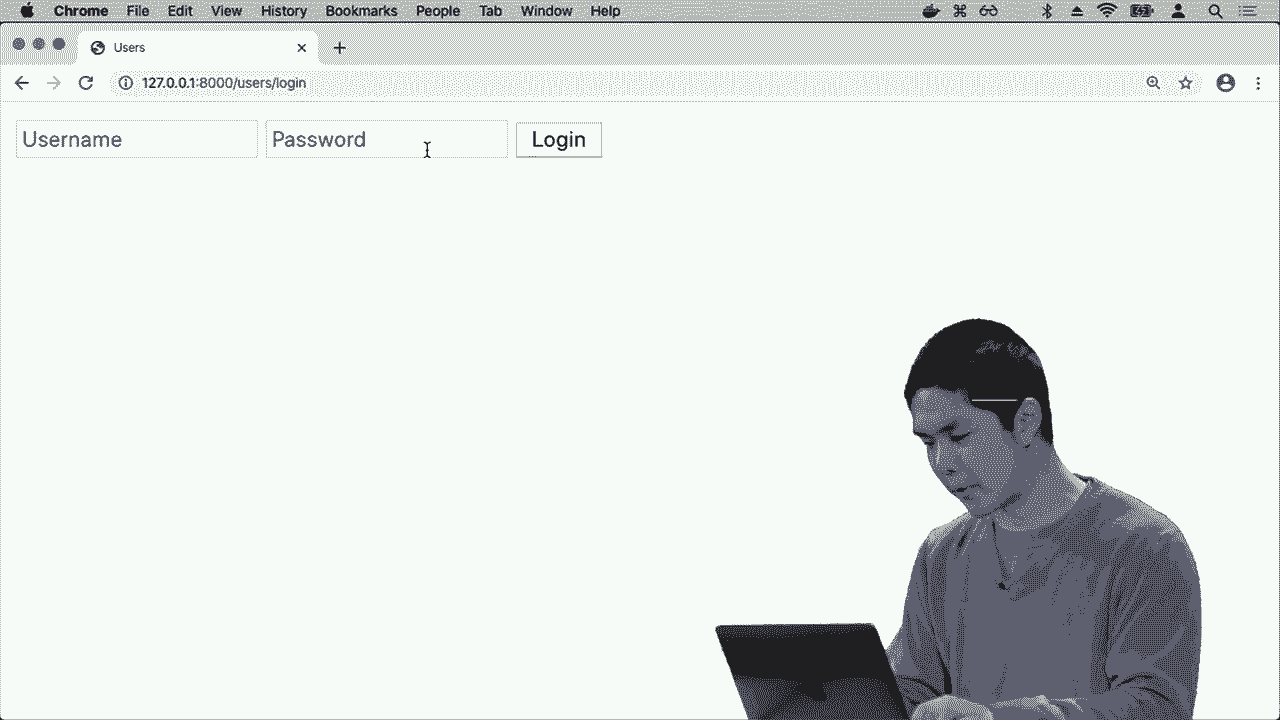 Chrome File Edit View History Bookmarks People Tab Window Help
Users
127.0.0.1:8000/users/login
Username Password Login